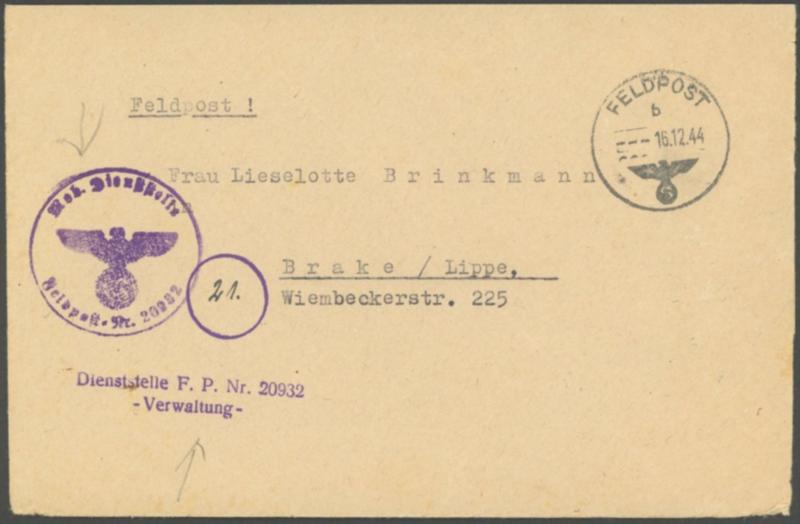 Feldpost !
FELDPOST
b
16.12.44
Frau Lieselotte Brinkmann
Brake / Lippe,
Wiembeckerstr. 225
21.
Dienststelle
Feldpost-Nr. 20932
Dienststelle F. P. Nr. 20932
-Verwaltung-